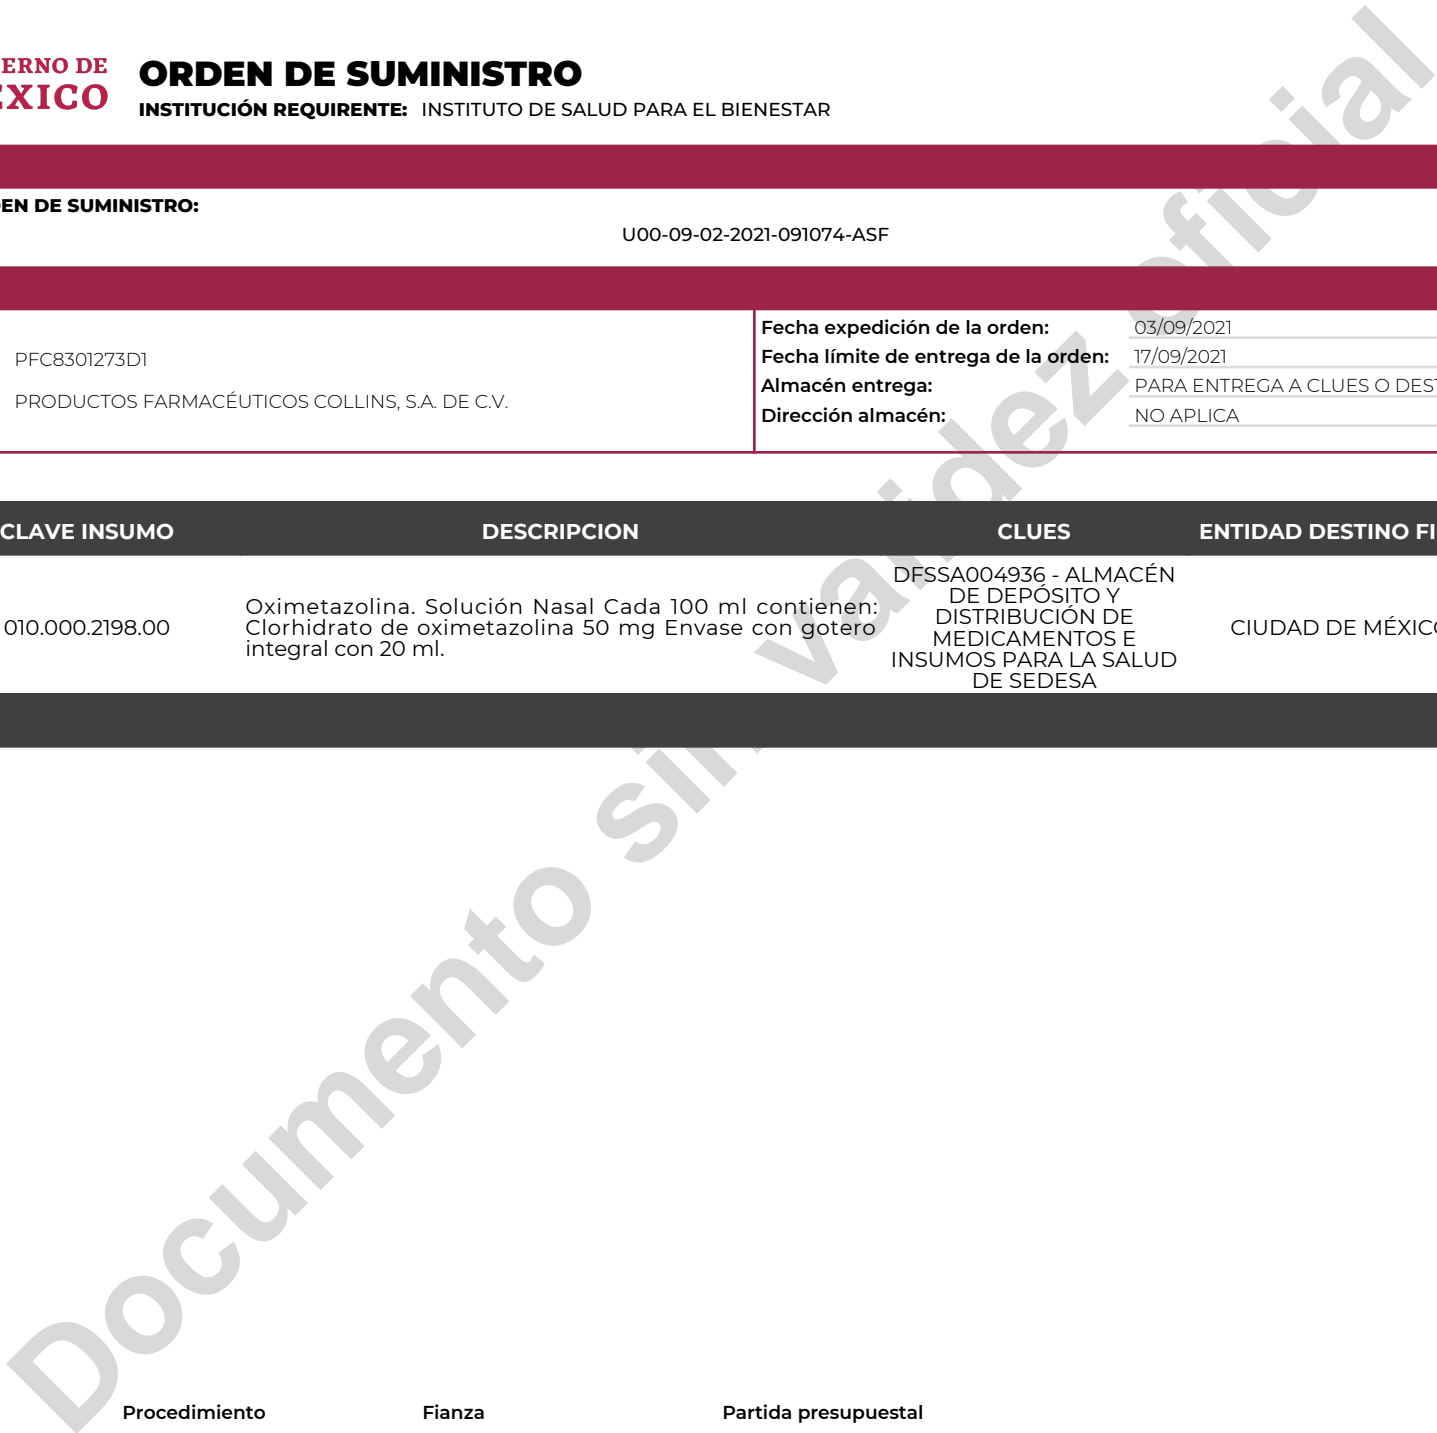 ERNO DE
ÉXICO
ORDEN DE SUMINISTRO
INSTITUCIÓN REQUIRENTE: INSTITUTO DE SALUD PARA EL BIENESTAR
EN DE SUMINISTRO:
U00-09-02-2021-091074-ASF
PFC8301273D1
PRODUCTOS FARMACÉUTICOS COLLINS, S.A. DE C.V.
Fecha expedición de la orden: 03/09/2021
Fecha límite de entrega de la orden: 17/09/2021
Almacén entrega: PARA ENTREGA A CLUES O DEST
Dirección almacén: NO APLICA
CLAVE INSUMO DESCRIPCION CLUES ENTIDAD DESTINO FI
010.000.2198.00
Oximetazolina. Solución Nasal Cada 100 ml contienen:
Clorhidrato de oximetazolina 50 mg Envase con gotero
integral con 20 ml.
DFSSA004936 - ALMACÉN
DE DEPÓSITO Y
DISTRIBUCIÓN DE
MEDICAMENTOS E
INSUMOS PARA LA SALUD
DE SEDESA
CIUDAD DE MÉXICO
Procedimiento Fianza Partida presupuestal
Documento sin validez oficial